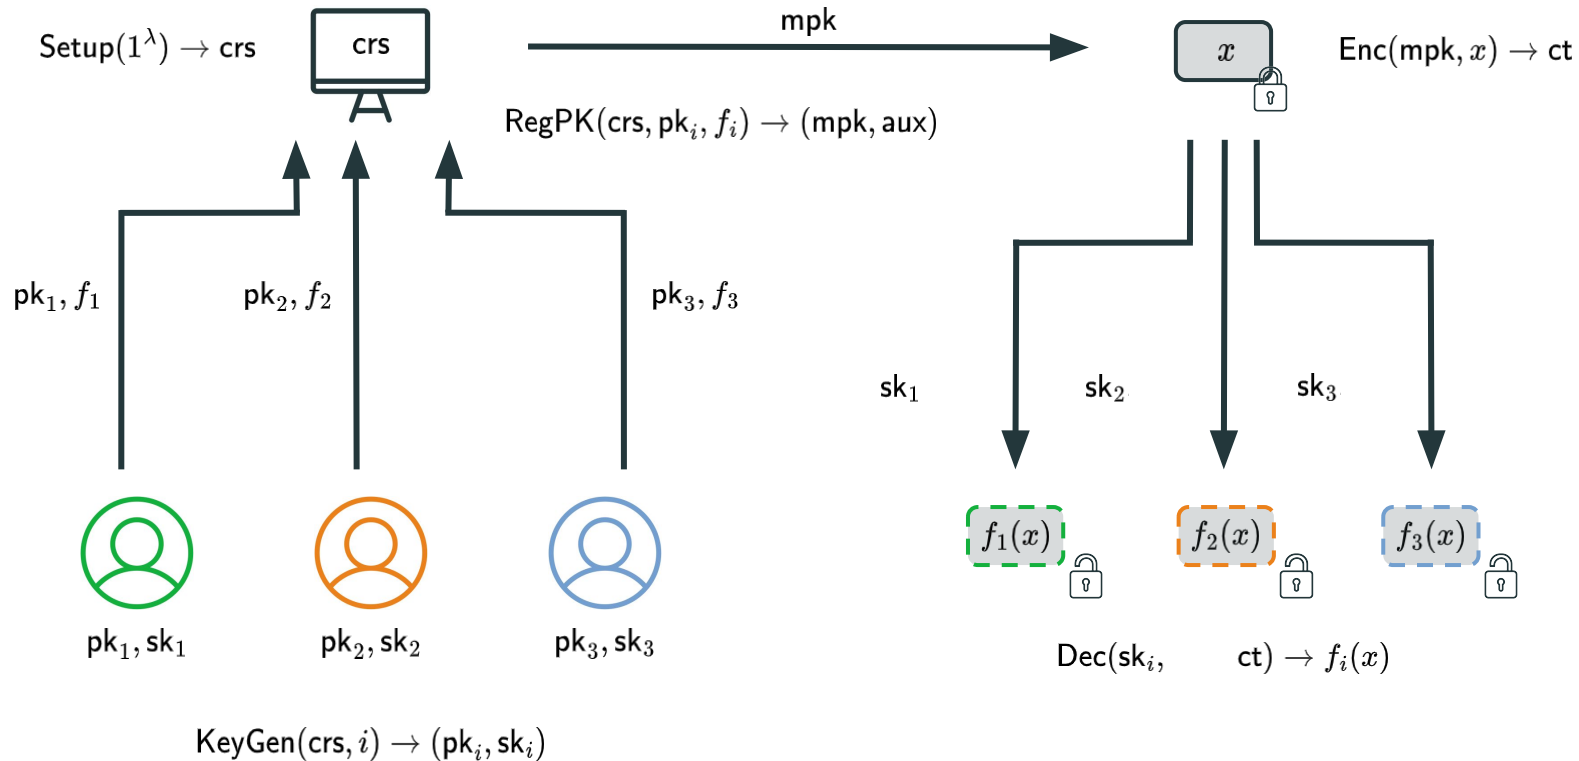 mpk
Setup(1^λ) → crs
crs
x
Enc(mpk, x) → ct
RegPK(crs, pk_i, f_i) → (mpk, aux)
pk_1, f_1
pk_2, f_2
pk_3, f_3
sk_1
sk_2
sk_3
f_1(x)
f_2(x)
f_3(x)
pk_1, sk_1
pk_2, sk_2
pk_3, sk_3
Dec(sk_i, ct) → f_i(x)
KeyGen(crs, i) → (pk_i, sk_i)